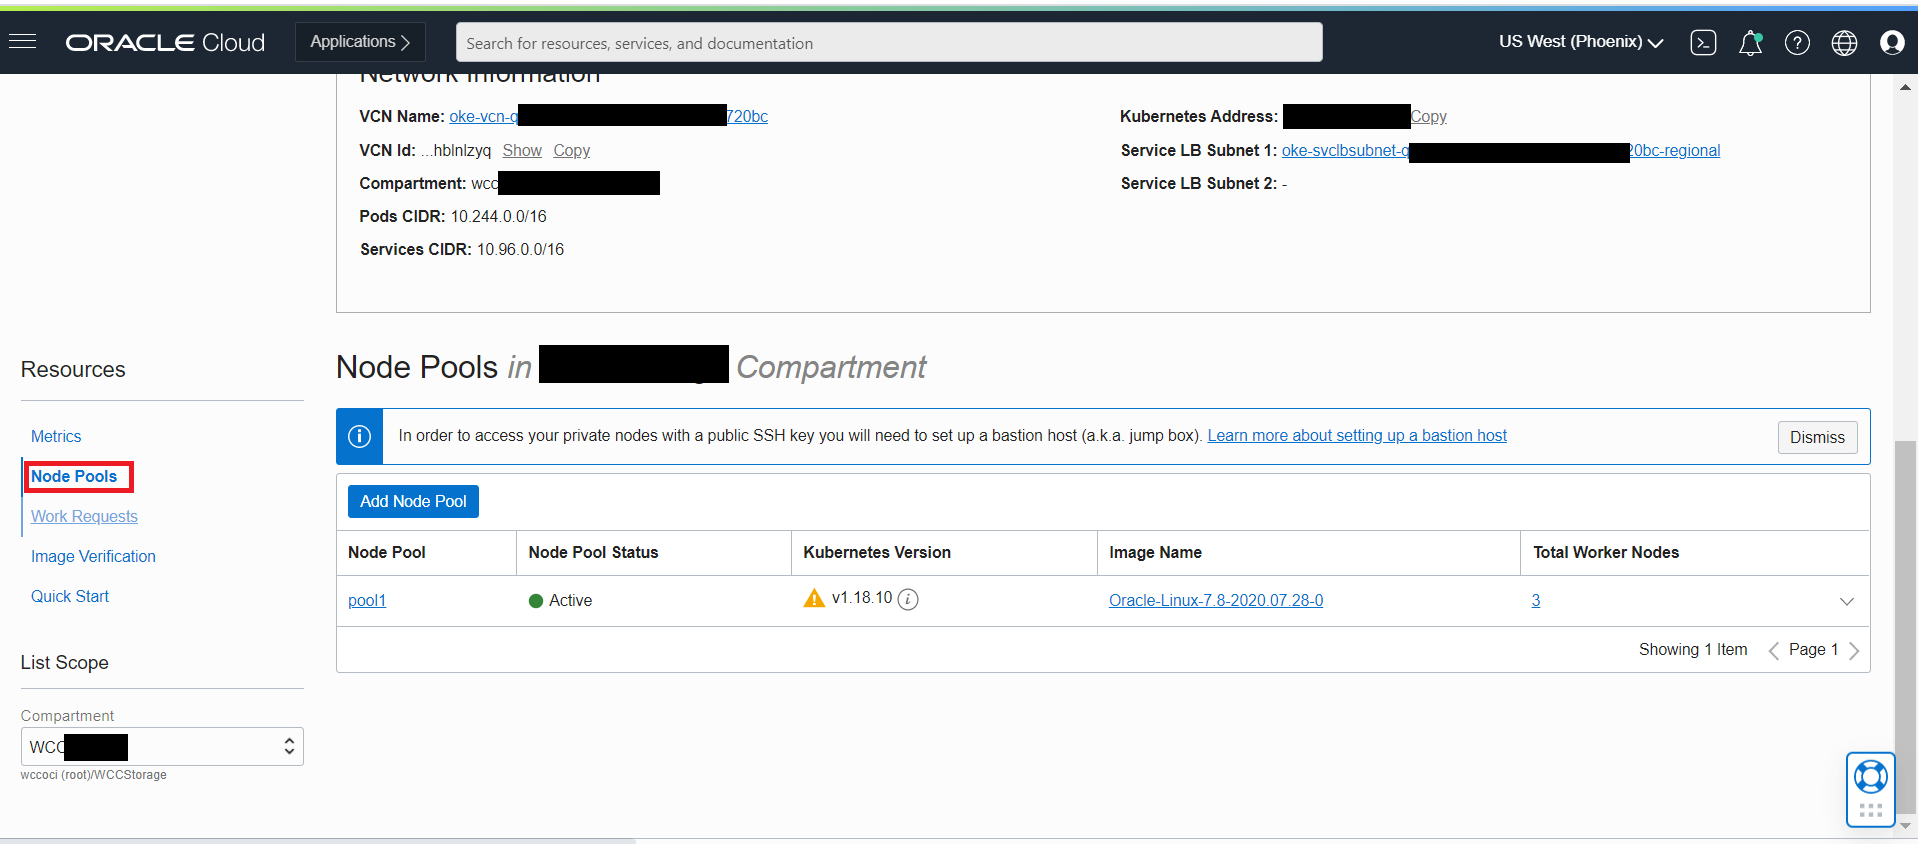 ORACLE Cloud Applications Search for resources, services, and documentation US West (Phoenix)
Network Information
VCN Name: oke-vcn-q 720bc
VCN Id: ...hblnlzyq Show Copy
Compartment: wcc
Pods CIDR: 10.244.0.0/16
Services CIDR: 10.96.0.0/16
Kubernetes Address: Copy
Service LB Subnet 1: oke-svclbsubnet-q 20bc-regional
Service LB Subnet 2: -
Resources
Metrics
Node Pools
Work Requests
Image Verification
Quick Start
List Scope
Compartment
WCC
wccoci (root)/WCCStorage
Node Pools in Compartment
In order to access your private nodes with a public SSH key you will need to set up a bastion host (a.k.a. jump box). Learn more about setting up a bastion host Dismiss
Add Node Pool
Node Pool Node Pool Status Kubernetes Version Image Name Total Worker Nodes
pool1 Active v1.18.10 Oracle-Linux-7.8-2020.07.28-0 3
Showing 1 Item Page 1